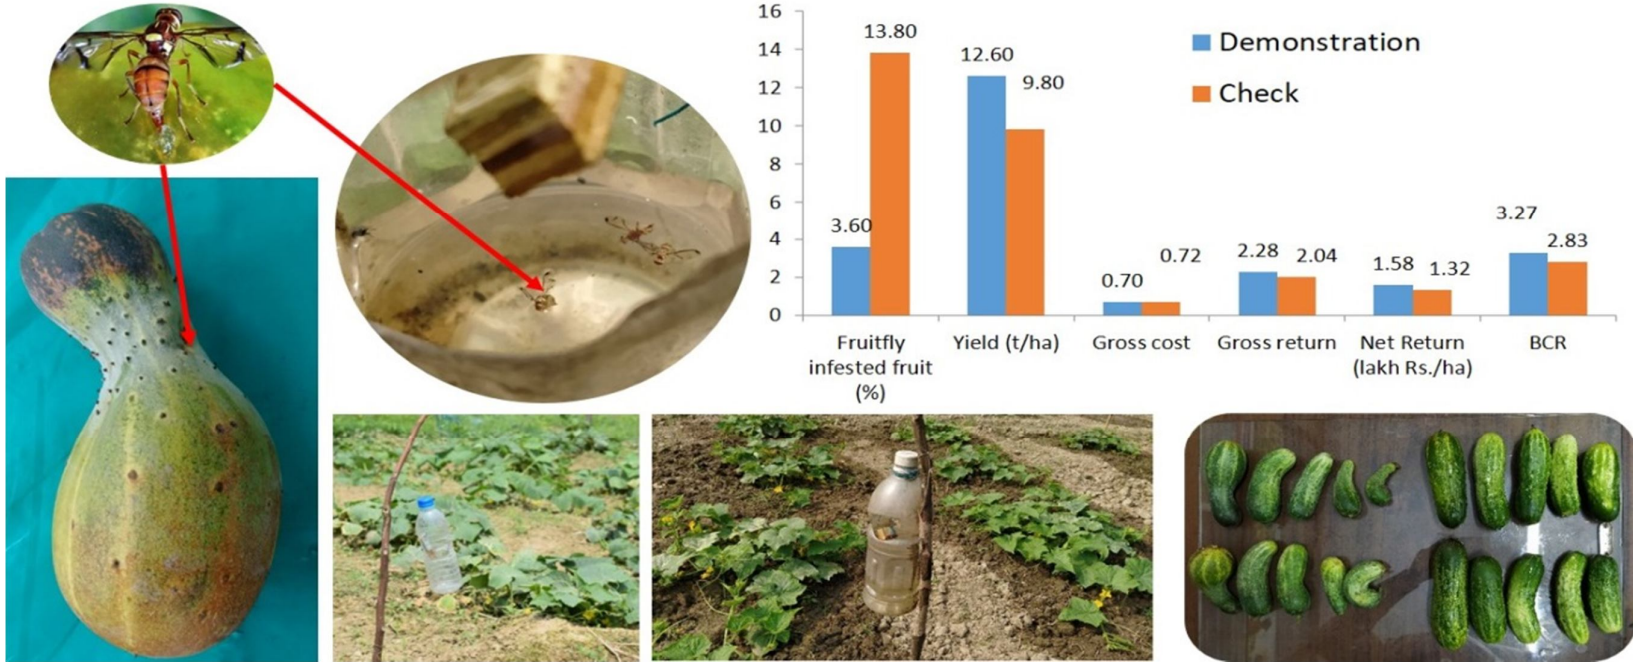 16
14
12
10
8
6
4
2
0
13.80
12.60
9.80
3.60
0.70
0.72
2.28
2.04
1.58
1.32
3.27
2.83
Demonstration
Check
Fruitfly
infested fruit
(%)
Yield (t/ha)
Gross cost
Gross return
Net Return
(lakh Rs./ha)
BCR